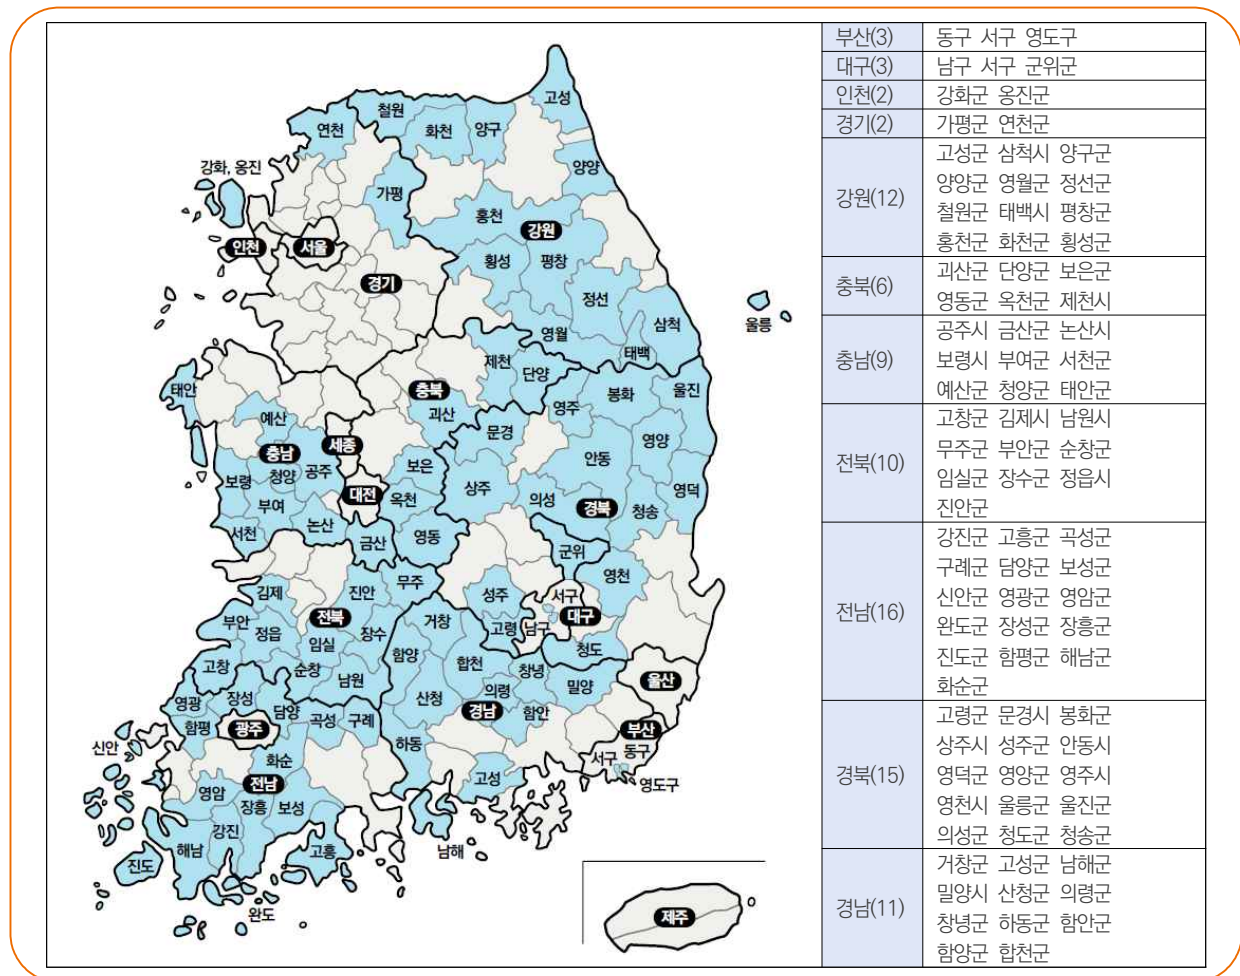 고성
철원
연천
화천
양구
강화, 옹진
양양
가평
홍천
강원
인천
서울
횡성
평창
경기
정선
울릉
삼척
영월
태백
제천
단양
태안
충북
울진
봉화
영주
예산
괴산
문경
영양
세종
충남
안동
보은
공주
청양
보령
대전
상주
영덕
옥천
의성
경북
부여
청송
논산
서천
금산
영동
군위
무주
영천
진안
서구
김제
성주
전북
대구
거창
부안
고령
남구
정읍
장수
임실
청도
함양
합천
고창
순창
창녕
남원
의령
밀양
울산
영광
장성
산청
담양
경남
함안
곡성
구례
함평
광주
부산
신안
하동
동구
화순
서구
전남
고성
영도구
영암
장흥
보성
강진
해남
고흥
남해
진도
완도
제주
부산(3) 동구 서구 영도구
대구(3) 남구 서구 군위군
인천(2) 강화군 옹진군
경기(2) 가평군 연천군
강원(12)
고성군 삼척시 양구군
양양군 영월군 정선군
철원군 태백시 평창군
홍천군 화천군 횡성군
충북(6)
괴산군 단양군 보은군
영동군 옥천군 제천시
충남(9)
공주시 금산군 논산시
보령시 부여군 서천군
예산군 청양군 태안군
전북(10)
고창군 김제시 남원시
무주군 부안군 순창군
임실군 장수군 정읍시
진안군
전남(16)
강진군 고흥군 곡성군
구례군 담양군 보성군
신안군 영광군 영암군
완도군 장성군 장흥군
진도군 함평군 해남군
화순군
경북(15)
고령군 문경시 봉화군
상주시 성주군 안동시
영덕군 영양군 영주시
영천시 울릉군 울진군
의성군 청도군 청송군
경남(11)
거창군 고성군 남해군
밀양시 산청군 의령군
창녕군 하동군 함안군
함양군 합천군